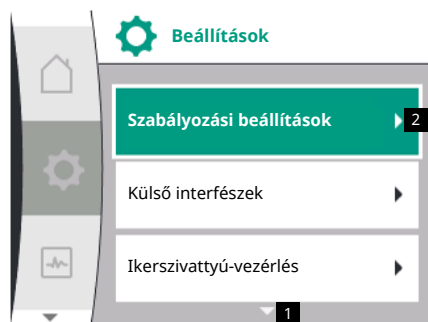 Beállítások
Szabályozási beállítások
2
Külső interfészek
Ikerszivattyú-vezérlés
1